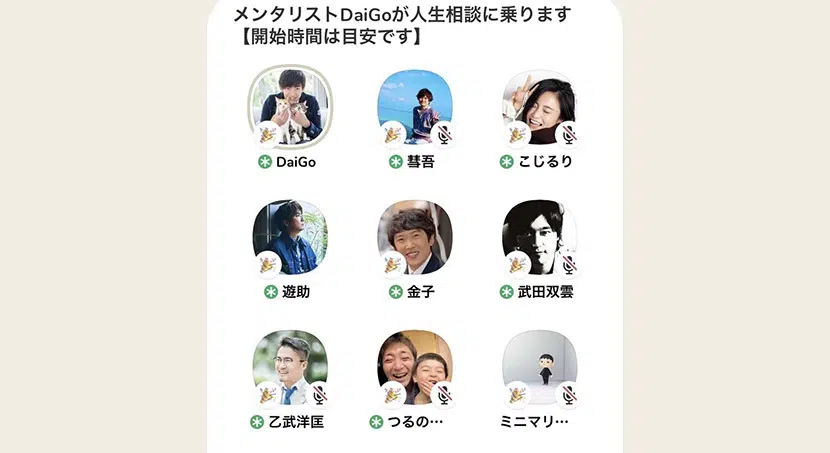 メンタリストDaiGoが人生相談に乗ります
【開始時間は目安です】
DaiGo
彗吾
こじるり
遊助
金子
武田双雲
乙武洋匡
つるの…
ミニマリ…